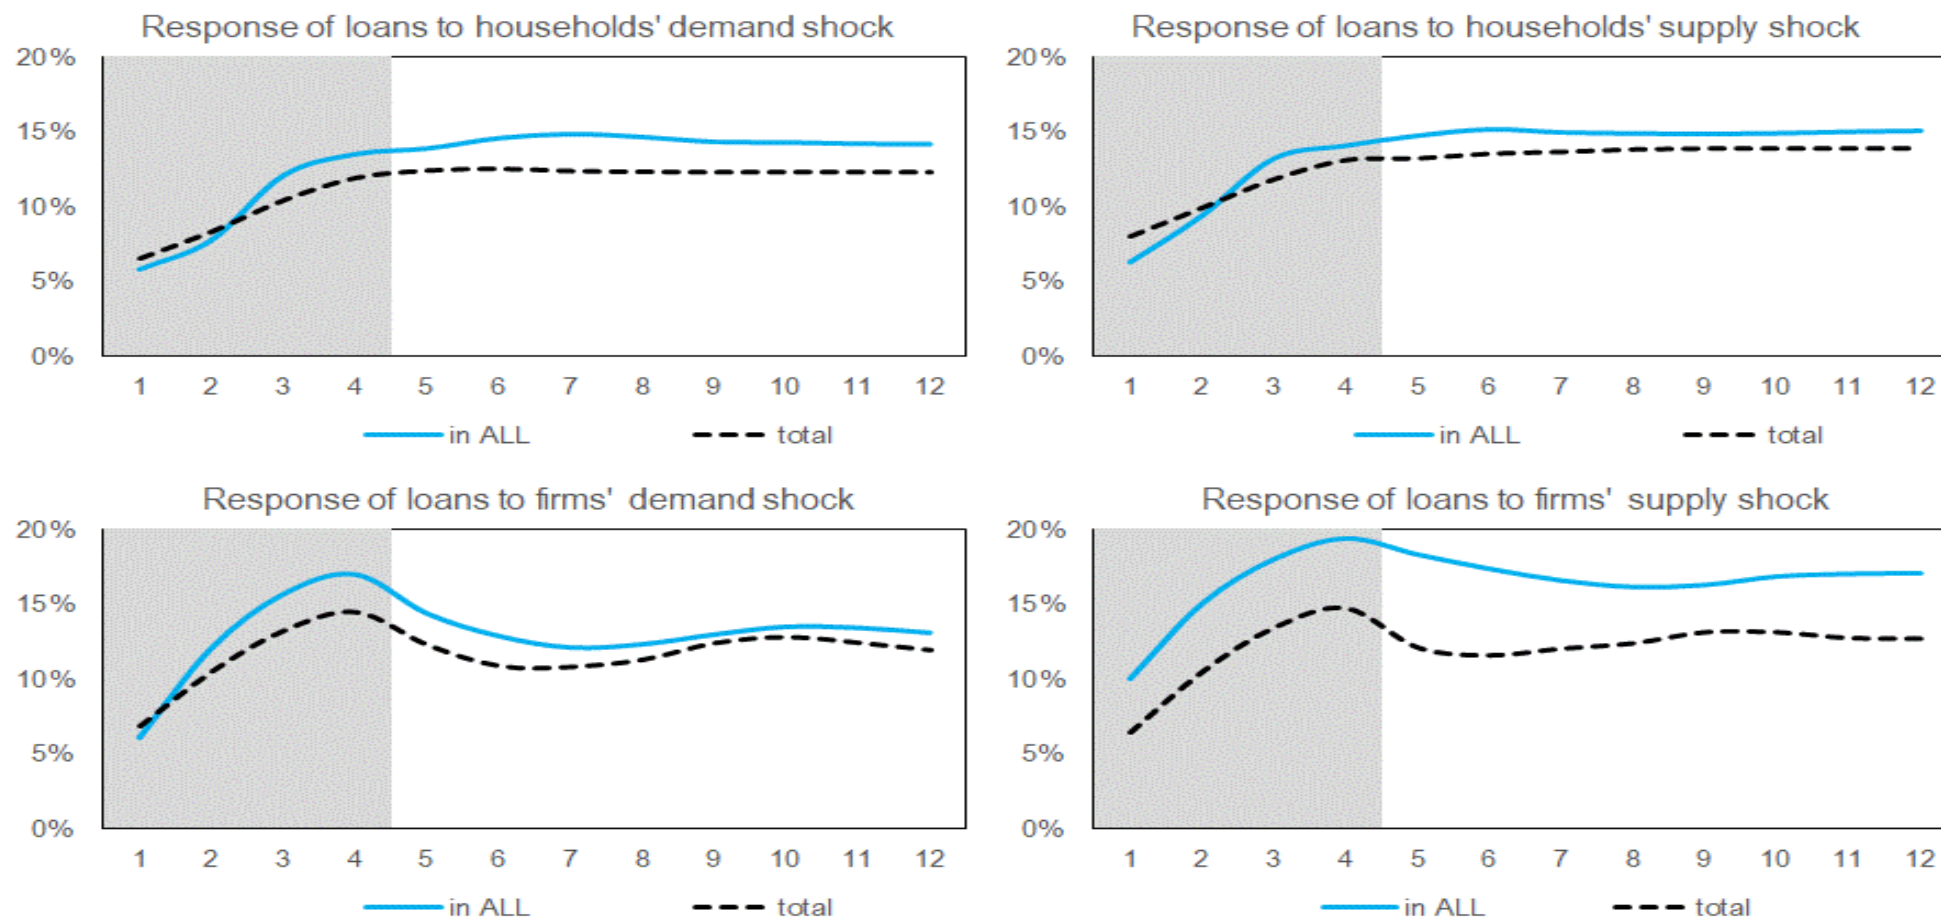 Response of loans to households' demand shock
20%
15%
10%
5%
0%
1 2 3 4 5 6 7 8 9 10 11 12
in ALL total
Response of loans to households' supply shock
20%
15%
10%
5%
0%
1 2 3 4 5 6 7 8 9 10 11 12
in ALL total
Response of loans to firms' demand shock
20%
15%
10%
5%
0%
1 2 3 4 5 6 7 8 9 10 11 12
in ALL total
Response of loans to firms' supply shock
20%
15%
10%
5%
0%
1 2 3 4 5 6 7 8 9 10 11 12
in ALL total